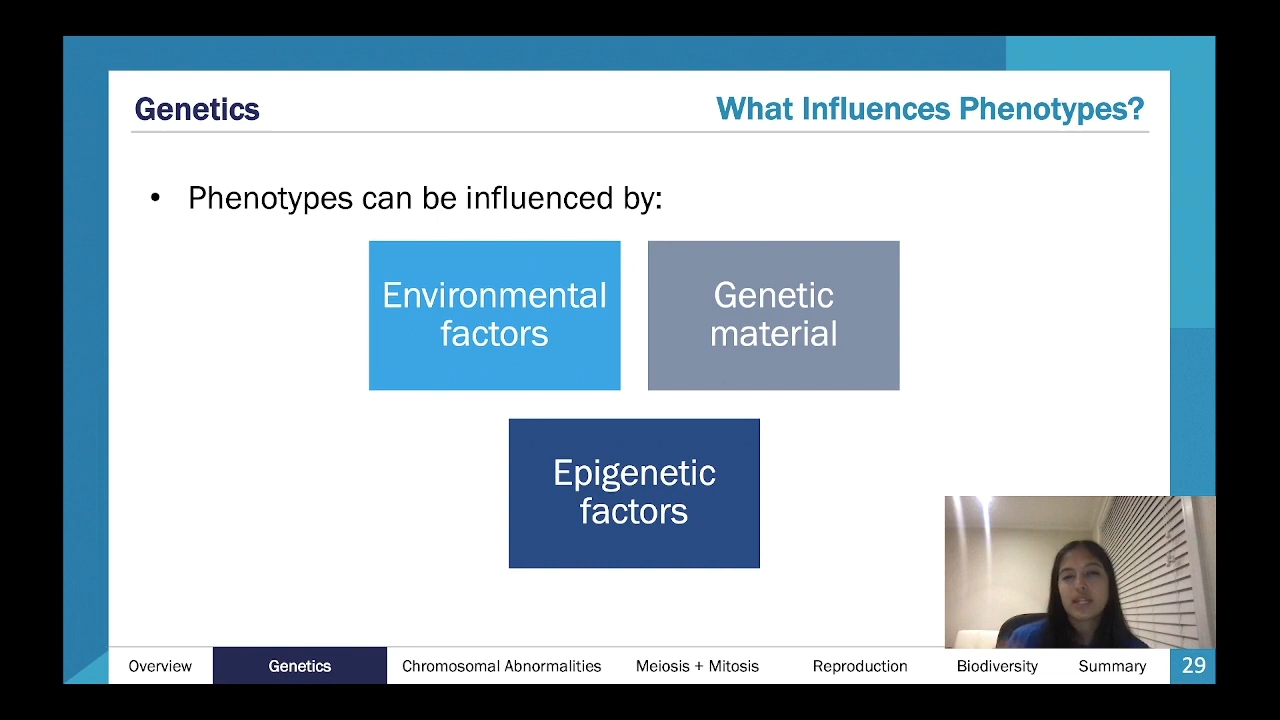 Genetics
What Influences Phenotypes?
• Phenotypes can be influenced by:
Environmental
factors
Genetic
material
Epigenetic
factors
Overview
Genetics
Chromosomal Abnormalities
Meiosis + Mitosis
Reproduction
Biodiversity
Summary
29